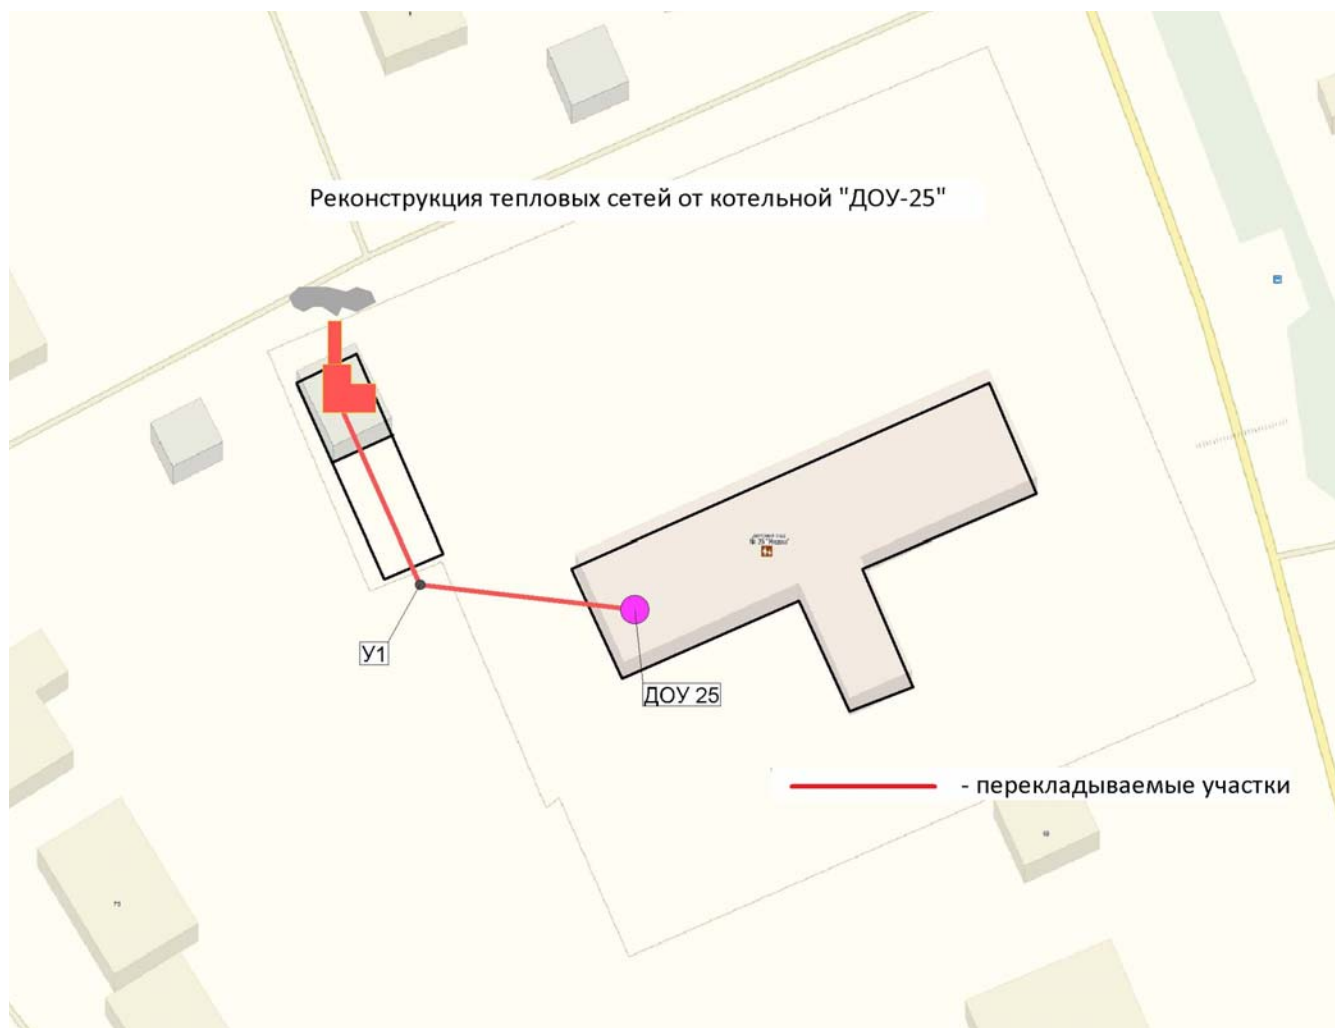 Реконструкция тепловых сетей от котельной "ДОУ-25"
У1
ДОУ 25
- перекладываемые участки